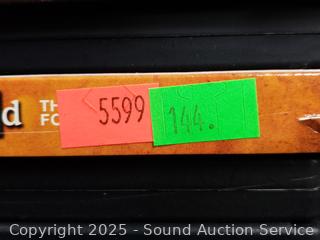 d TH
FO
5599
144.
Copyright 2025 - Sound Auction Service